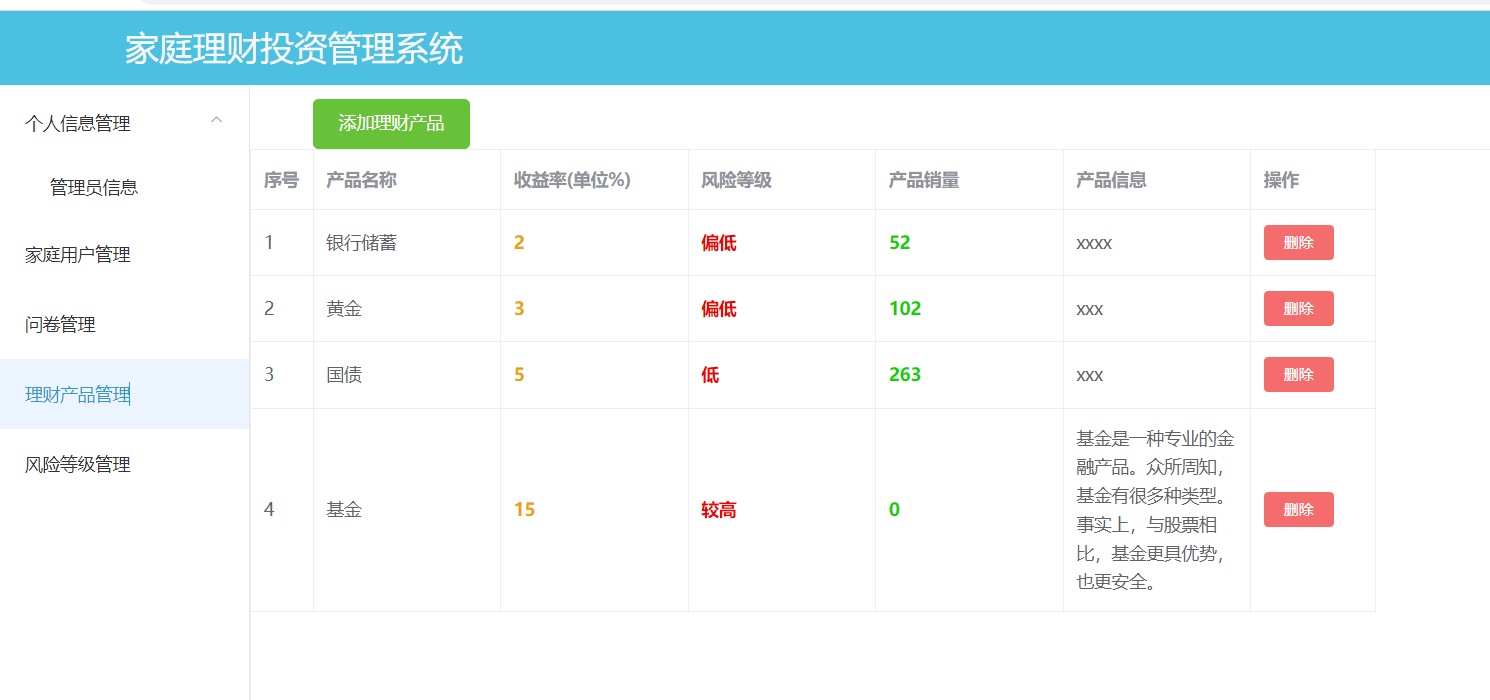 家庭理财投资管理系统
个人信息管理
管理员信息
家庭用户管理
问卷管理
理财产品管理
风险等级管理
添加理财产品
序号 产品名称 收益率(单位%) 风险等级 产品销量 产品信息 操作
1 银行储蓄 2 偏低 52 xxxx 删除
2 黄金 3 偏低 102 xxx 删除
3 国债 5 低 263 xxx 删除
4 基金 15 较高 0 基金是一种专业的金
融产品。众所周知，
基金有很多种类型。
事实上，与股票相
比，基金更具优势，
也更安全。
删除